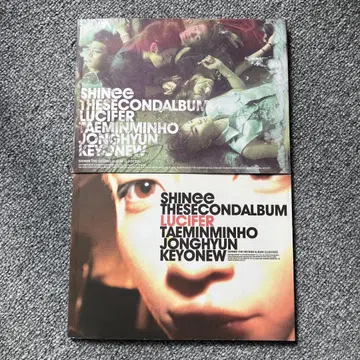 SHINee
THESECONDALBUM
LUCIFER
TAEMINMINHO
JONGHYUN
KEYONEW
SHINee
THESECONDALBUM
LUCIFER
TAEMINMINHO
JONGHYUN
KEYONEW